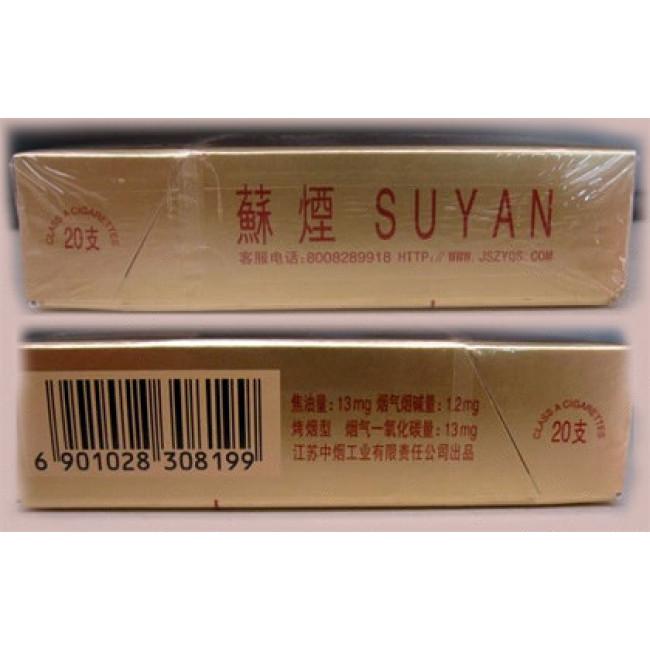 CLASS A CIGARETTES
20支
蘇煙 SUYAN
客服电话:8008289918 HTTP://WWW.JSZYQS.COM
6 901028 308199
焦油量:13mg 烟气烟碱量:1.2mg
烤烟型 烟气一氧化碳量:13mg
江苏中烟工业有限责任公司出品
CLASS A CIGARETTES
20支